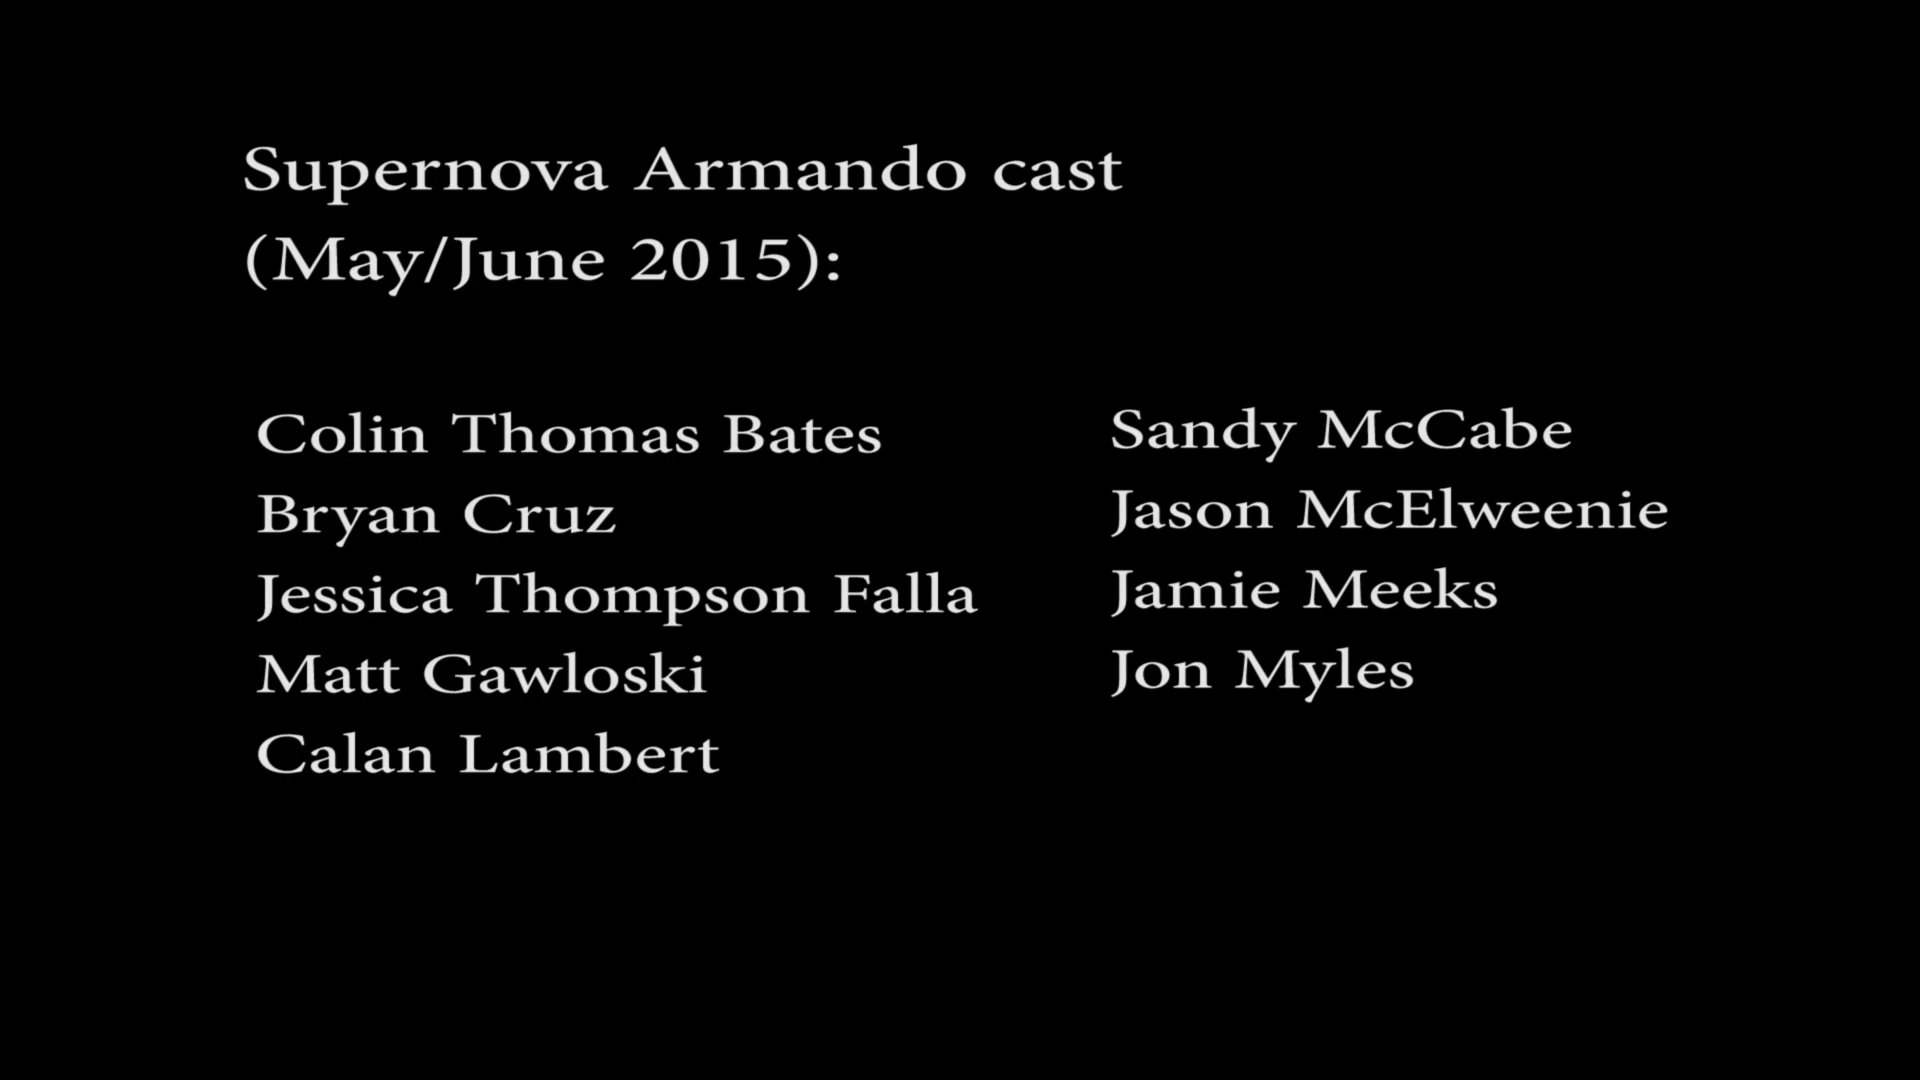 Supernova Armando cast
(May/June 2015):
Colin Thomas Bates
Bryan Cruz
Jessica Thompson Falla
Matt Gawloski
Calan Lambert
Sandy McCabe
Jason McElweenie
Jamie Meeks
Jon Myles